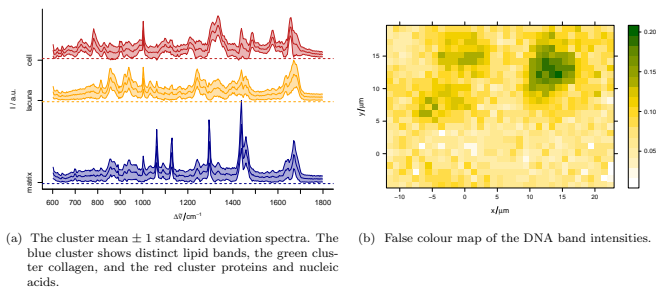 cell
lacuna
matrix
I / a.u.
600 700 800 900 1000 1200 1400 1600 1800
Δν̃/cm⁻¹
(a) The cluster mean ± 1 standard deviation spectra. The
blue cluster shows distinct lipid bands, the green clus-
ter collagen, and the red cluster proteins and nucleic
acids.
y/µm
15
10
5
0
−10 −5 0 5 10 15 20
x/µm
0.20
0.15
0.10
0.05
(b) False colour map of the DNA band intensities.